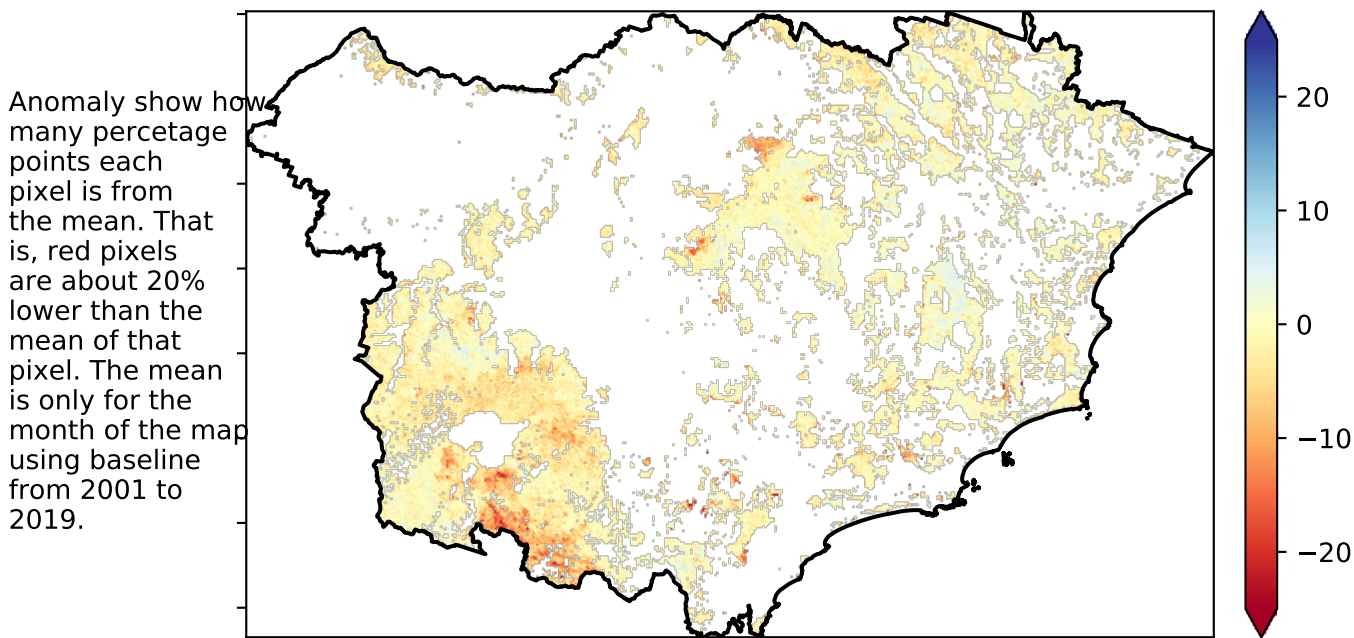 Anomaly show how
many percetage
points each
pixel is from
the mean. That
is, red pixels
are about 20%
lower than the
mean of that
pixel. The mean
is only for the
month of the map
using baseline
from 2001 to
2019.
20
10
0
−10
−20